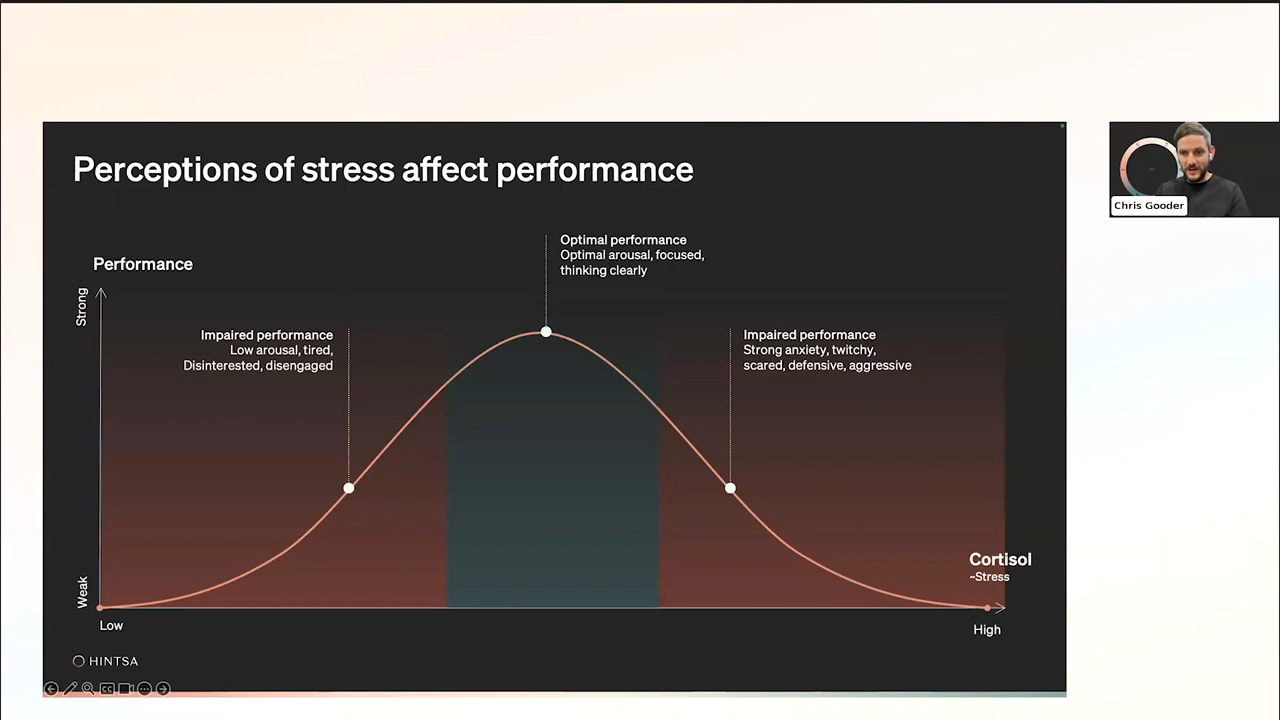 Perceptions of stress affect performance
Chris Gooder
Optimal performance
Optimal arousal, focused,
thinking clearly
Performance
Strong
Impaired performance
Low arousal, tired,
Disinterested, disengaged
Impaired performance
Strong anxiety, twitchy,
scared, defensive, aggressive
Cortisol
~Stress
Weak
Low
High
HINTSA
CC